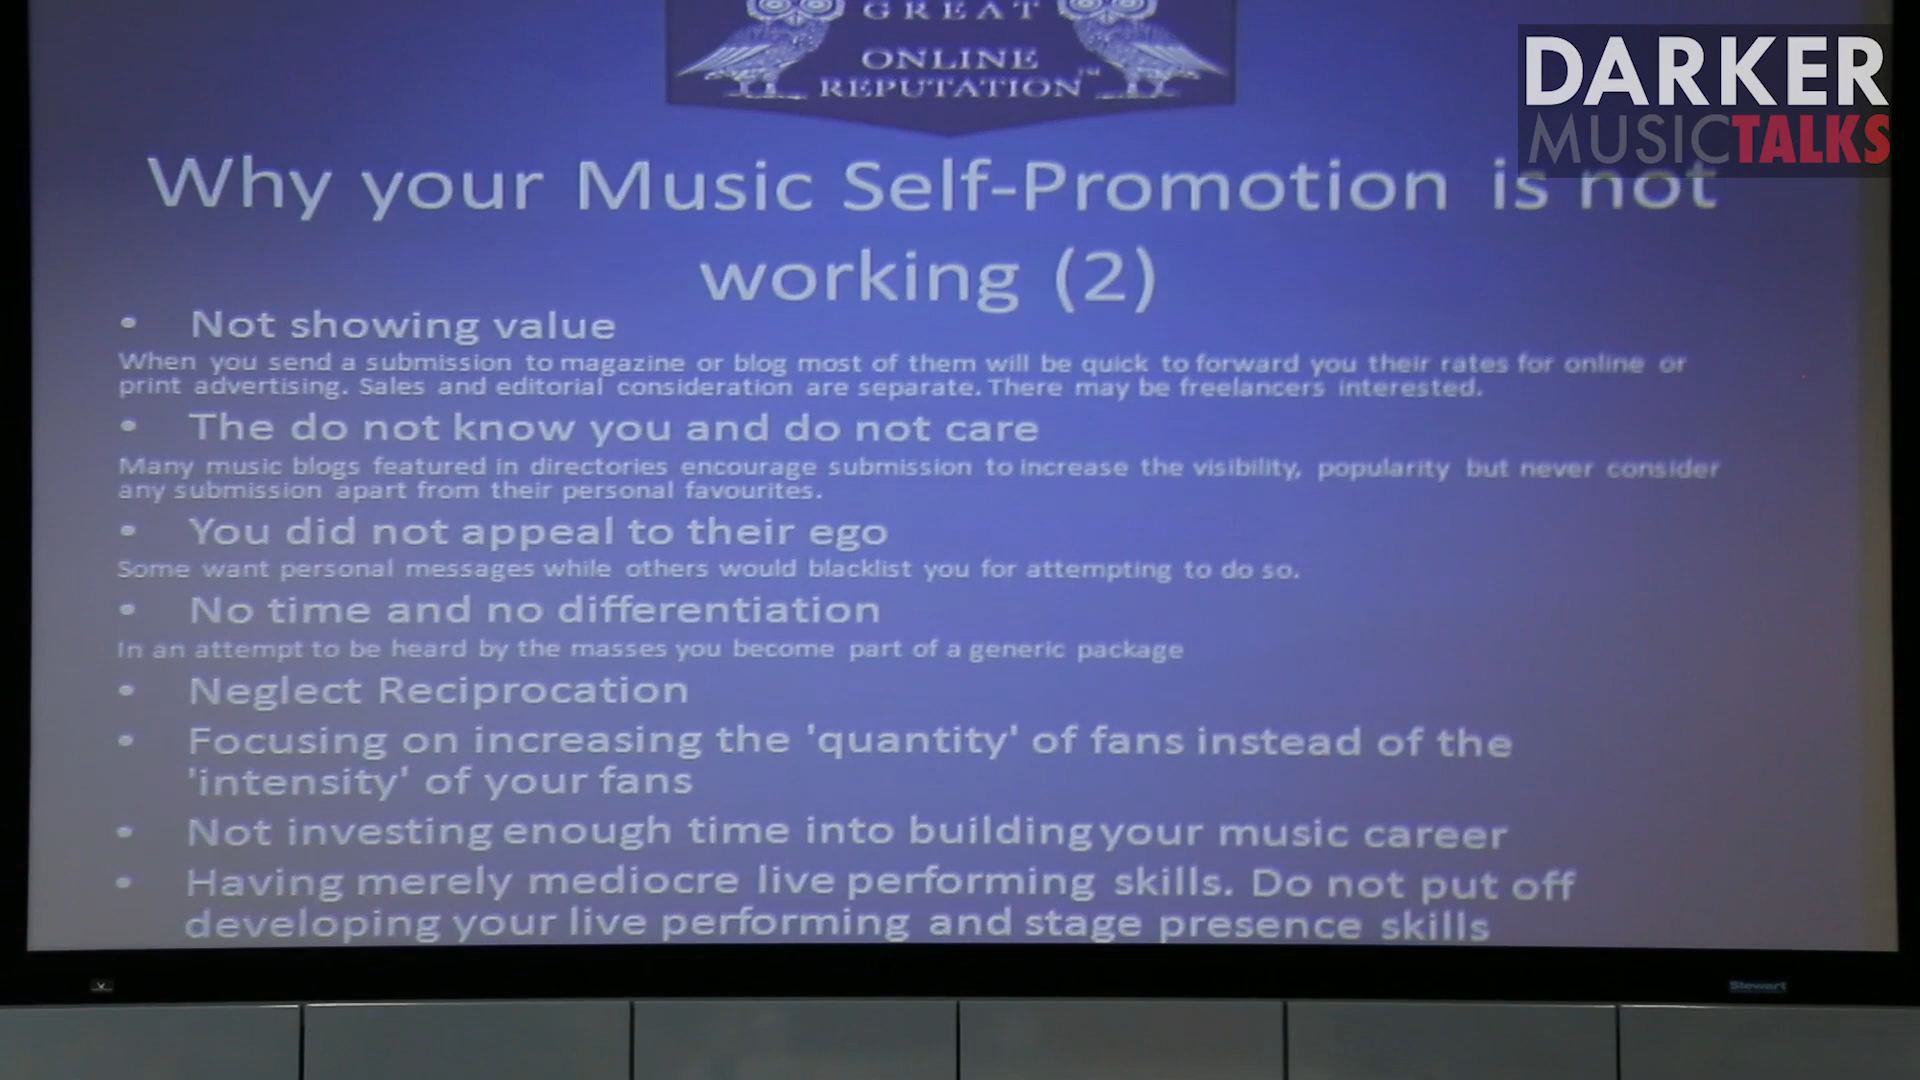 GREAT
ONLINE
REPUTATION™
DARKER
MUSICTALKS
Why your Music Self-Promotion is not
working (2)
• Not showing value
When you send a submission to magazine or blog most of them will be quick to forward you their rates for online or
print advertising. Sales and editorial consideration are separate. There may be freelancers interested.
• The do not know you and do not care
Many music blogs featured in directories encourage submission to increase the visibility, popularity but never consider
any submission apart from their personal favourites.
• You did not appeal to their ego
Some want personal messages while others would blacklist you for attempting to do so.
• No time and no differentiation
In an attempt to be heard by the masses you become part of a generic package
• Neglect Reciprocation
• Focusing on increasing the 'quantity' of fans instead of the
'intensity' of your fans
• Not investing enough time into building your music career
• Having merely mediocre live performing skills. Do not put off
developing your live performing and stage presence skills
Stewart